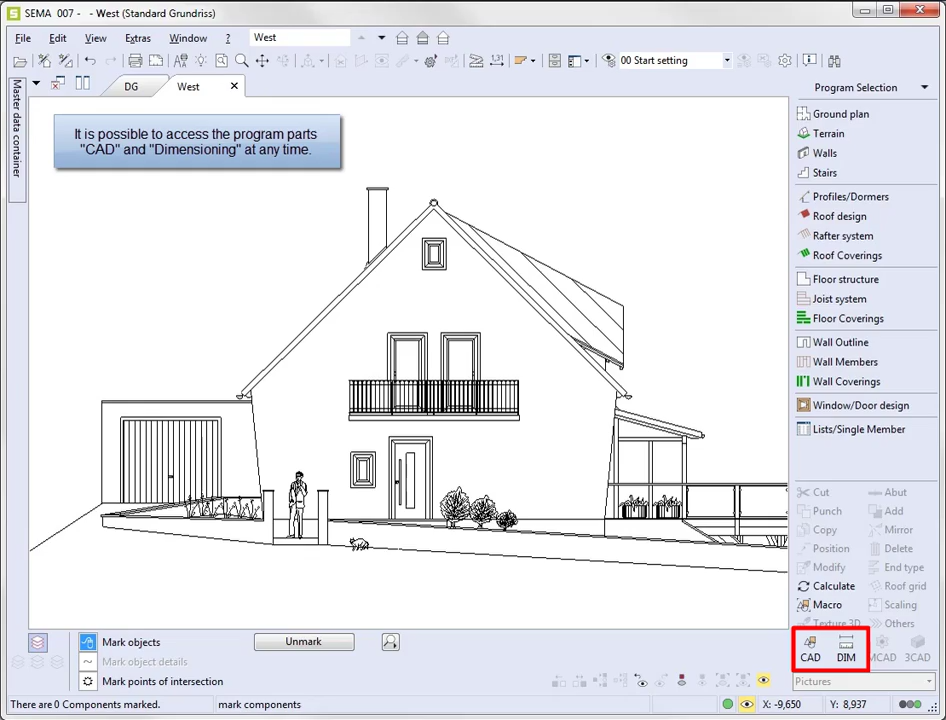 SEMA 007 - - West (Standard Grundriss)
File Edit View Extras Window ? West
00 Start setting
DG West
Master data container
It is possible to access the program parts
"CAD" and "Dimensioning" at any time.
Program Selection
Ground plan
Terrain
Walls
Stairs
Profiles/Dormers
Roof design
Rafter system
Roof Coverings
Floor structure
Joist system
Floor Coverings
Wall Outline
Wall Members
Wall Coverings
Window/Door design
Lists/Single Member
Cut Abut
Punch Add
Copy Mirror
Position Delete
Modify End type
Calculate Roof grid
Macro Scaling
Texture 3D Others
CAD DIM MCAD 3CAD
Pictures
Mark objects Unmark
Mark object details
Mark points of intersection
There are 0 Components marked. mark components X: -9,650 Y: 8,937